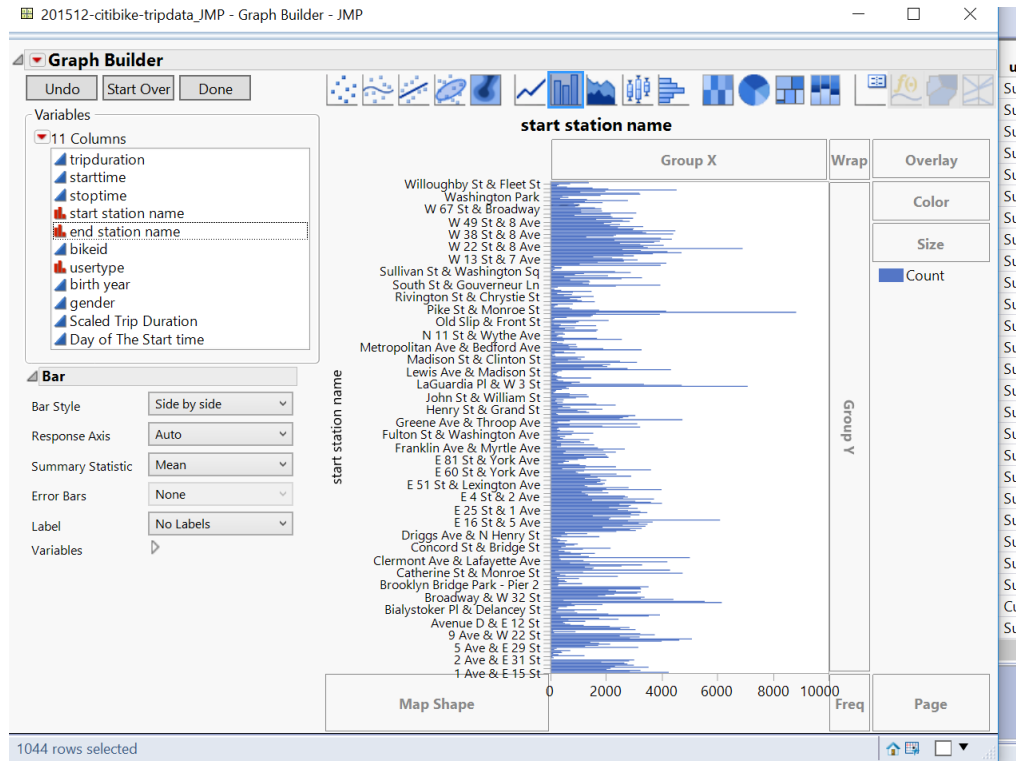 201512-citibike-tripdata_JMP - Graph Builder - JMP
Graph Builder
Undo
Start Over
Done
Variables
11 Columns
tripduration
starttime
stoptime
start station name
end station name
bikeid
usertype
birth year
gender
Scaled Trip Duration
Day of The Start time
Bar
Bar Style
Side by side
Response Axis
Auto
Summary Statistic
Mean
Error Bars
None
Label
No Labels
Variables
start station name
Group X
Wrap
Overlay
Color
Size
Count
Group Y
start station name
Willoughby St & Fleet St
Washington Park
W 67 St & Broadway
W 49 St & 8 Ave
W 38 St & 8 Ave
W 22 St & 8 Ave
W 13 St & 7 Ave
Sullivan St & Washington Sq
South St & Gouverneur Ln
Rivington St & Chrystie St
Pike St & Monroe St
Old Slip & Front St
N 11 St & Wythe Ave
Metropolitan Ave & Bedford Ave
Madison St & Clinton St
Lewis Ave & Madison St
LaGuardia Pl & W 3 St
John St & William St
Henry St & Grand St
Greene Ave & Throop Ave
Fulton St & Washington Ave
Franklin Ave & Myrtle Ave
E 81 St & York Ave
E 60 St & York Ave
E 51 St & Lexington Ave
E 4 St & 2 Ave
E 25 St & 1 Ave
E 16 St & 5 Ave
Driggs Ave & N Henry St
Concord St & Bridge St
Clermont Ave & Lafayette Ave
Catherine St & Monroe St
Brooklyn Bridge Park - Pier 2
Broadway & W 32 St
Bialystoker Pl & Delancey St
Avenue D & E 12 St
9 Ave & W 22 St
5 Ave & E 29 St
2 Ave & E 31 St
1 Ave & E 15 St
0 2000 4000 6000 8000 10000
Map Shape
Freq
Page
1044 rows selected